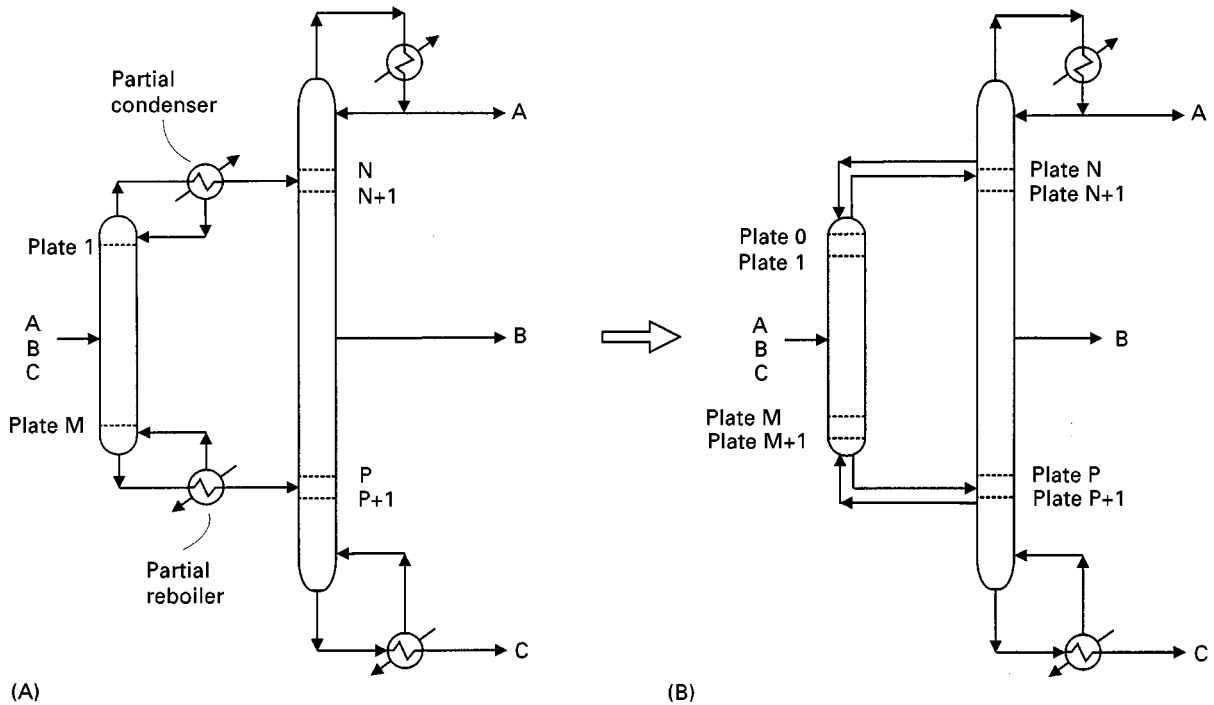 Partial
condenser
A
N
N+1
Plate 1
A
B
C
B
Plate M
P
P+1
Partial
reboiler
C
(A)
A
Plate N
Plate N+1
Plate 0
Plate 1
A
B
C
B
Plate M
Plate M+1
Plate P
Plate P+1
C
(B)